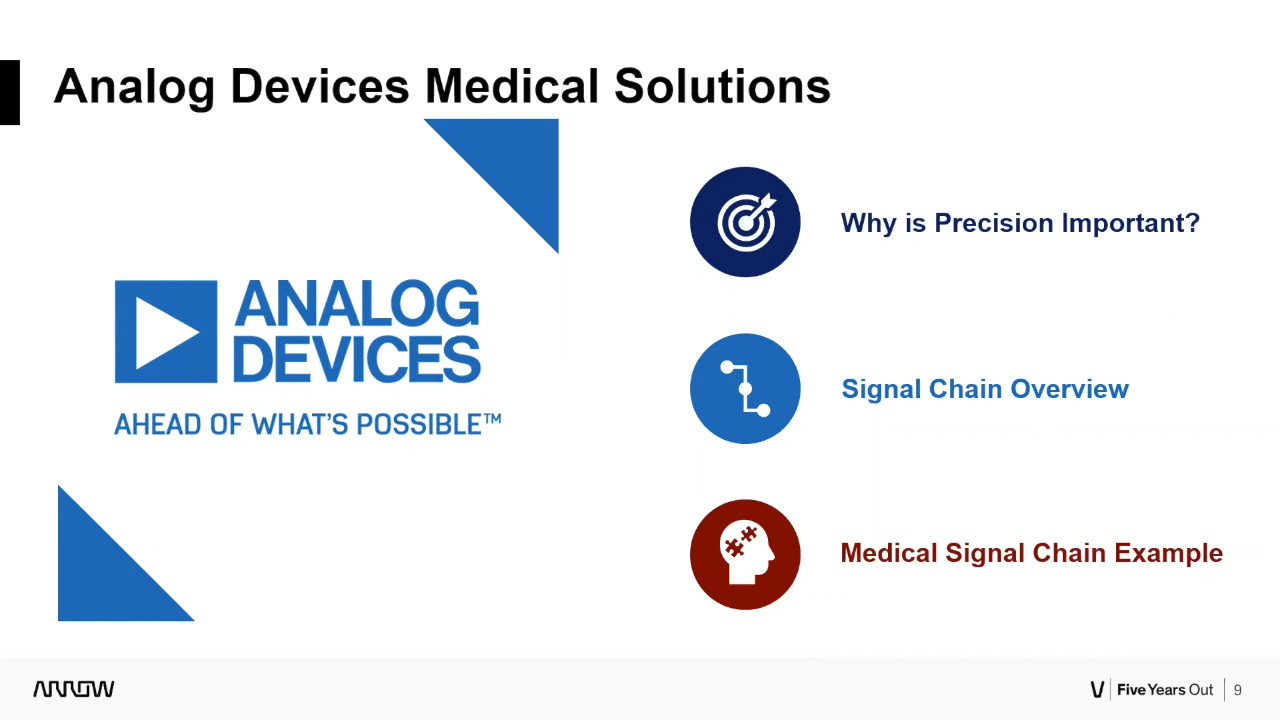 Analog Devices Medical Solutions
ANALOG
DEVICES
AHEAD OF WHAT'S POSSIBLE™
Why is Precision Important?
Signal Chain Overview
Medical Signal Chain Example
ARROW
Five Years Out
9